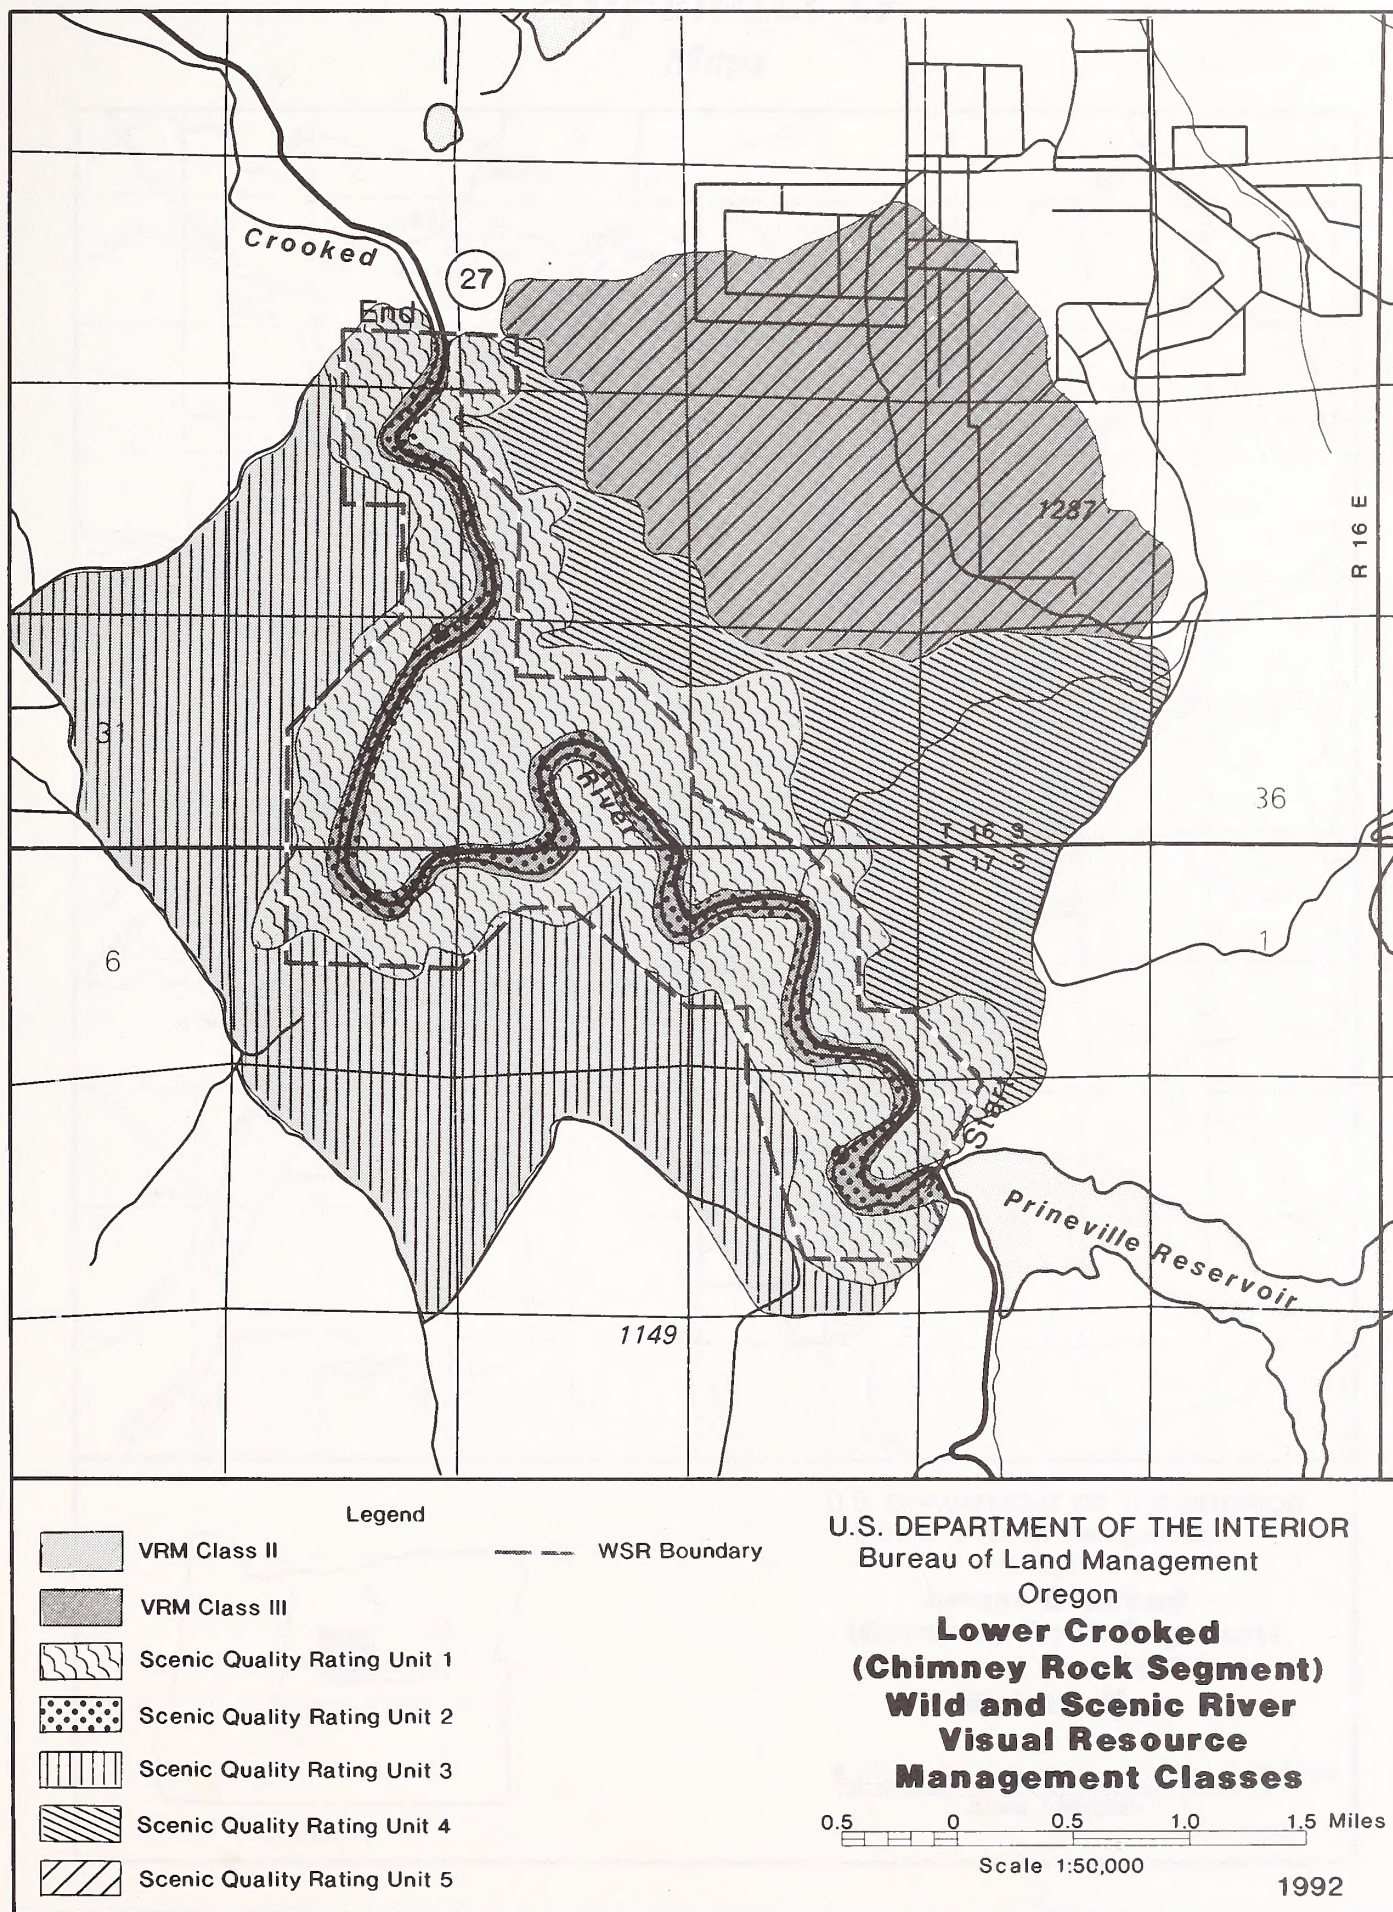 Crooked
27
End
1287
R 16 E
31
River
36
T 16 S
T 17 S
6
1
Start
Prineville Reservoir
1149
Legend
VRM Class II
VRM Class III
Scenic Quality Rating Unit 1
Scenic Quality Rating Unit 2
Scenic Quality Rating Unit 3
Scenic Quality Rating Unit 4
Scenic Quality Rating Unit 5
WSR Boundary
U.S. DEPARTMENT OF THE INTERIOR
Bureau of Land Management
Oregon
Lower Crooked
(Chimney Rock Segment)
Wild and Scenic River
Visual Resource
Management Classes
0.5 0 0.5 1.0 1.5 Miles
Scale 1:50,000
1992